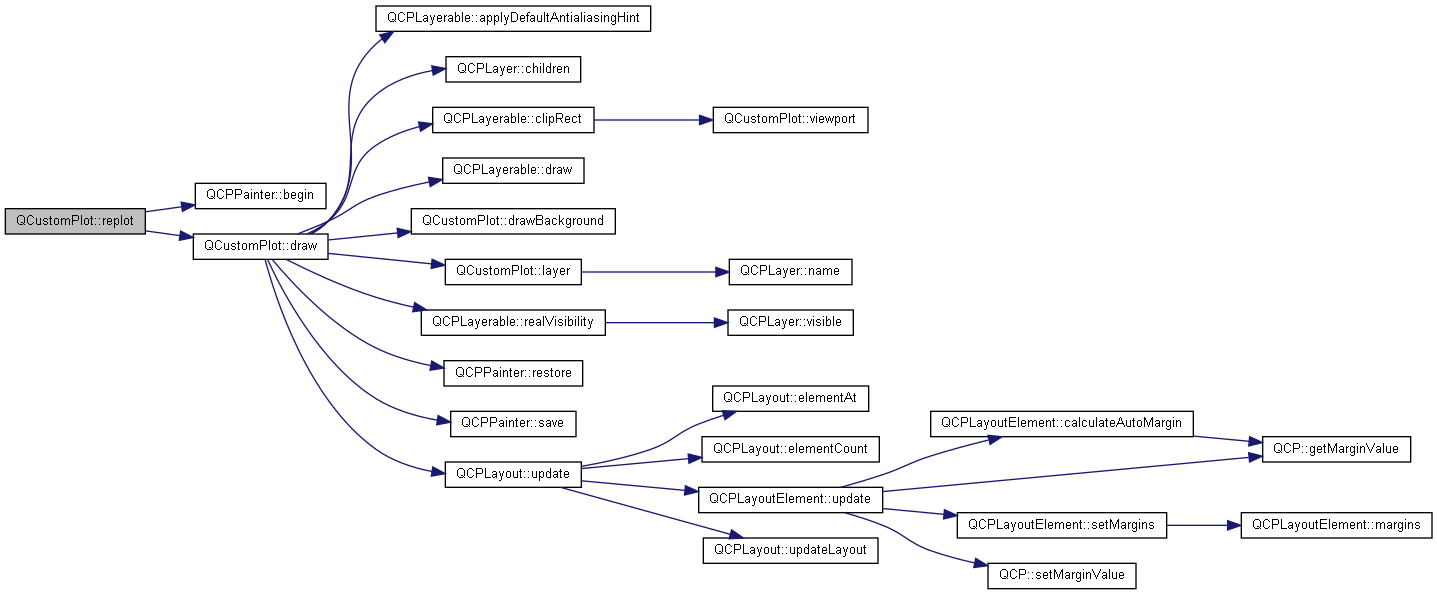 QCPLayerable::applyDefaultAntialiasingHint
QCPLayer::children
QCPLayerable::clipRect
QCustomPlot::viewport
QCPLayerable::draw
QCPPainter::begin
QCustomPlot::replot
QCustomPlot::drawBackground
QCustomPlot::draw
QCustomPlot::layer
QCPLayer::name
QCPLayerable::realVisibility
QCPLayer::visible
QCPPainter::restore
QCPLayout::elementAt
QCPPainter::save
QCPLayoutElement::calculateAutoMargin
QCPLayout::elementCount
QCP::getMarginValue
QCPLayout::update
QCPLayoutElement::update
QCPLayoutElement::setMargins
QCPLayoutElement::margins
QCPLayout::updateLayout
QCP::setMarginValue